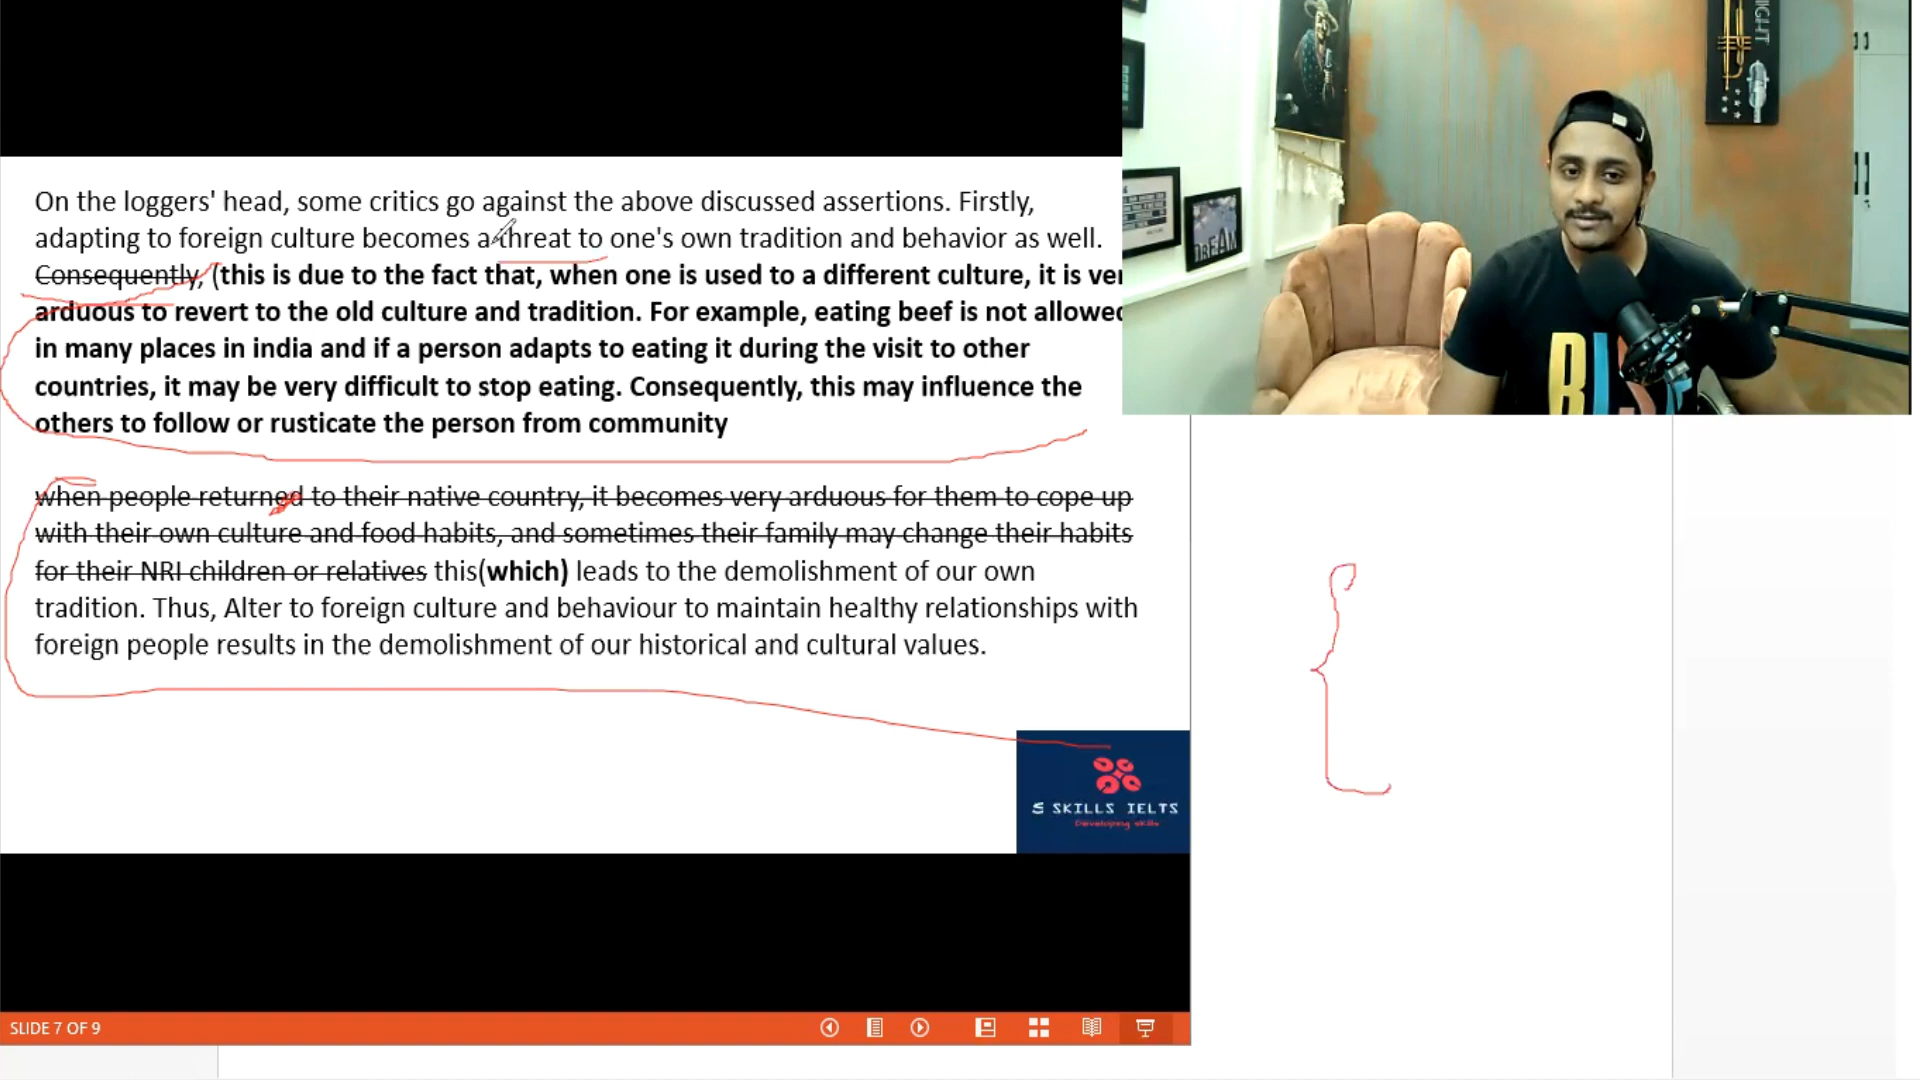 On the loggers' head, some critics go against the above discussed assertions. Firstly,
adapting to foreign culture becomes a threat to one's own tradition and behavior as well.
Consequently, (this is due to the fact that, when one is used to a different culture, it is
arduous to revert to the old culture and tradition. For example, eating beef is not allowed
in many places in india and if a person adapts to eating it during the visit to other
countries, it may be very difficult to stop eating. Consequently, this may influence the
others to follow or rusticate the person from community
when people returned to their native country, it becomes very arduous for them to cope up
with their own culture and food habits, and sometimes their family may change their habits
for their NRI children or relatives this(which) leads to the demolishment of our own
tradition. Thus, Alter to foreign culture and behaviour to maintain healthy relationships with
foreign people results in the demolishment of our historical and cultural values.
5 SKILLS IELTS
Developing skills
SLIDE 7 OF 9
DREAM